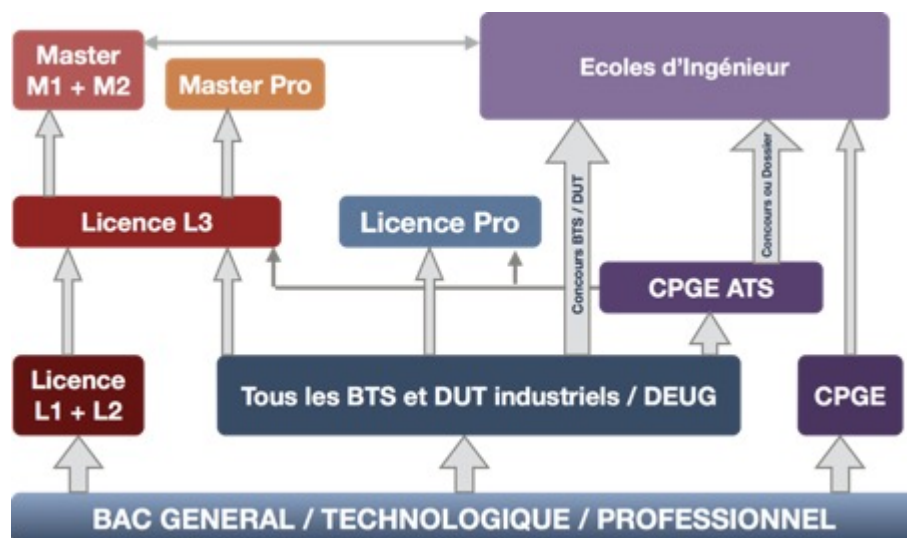 Master
M1 + M2
Master Pro
Ecoles d'Ingénieur
Licence L3
Licence Pro
Concours BTS / DUT
Concours ou Dossier
CPGE ATS
Licence
L1 + L2
Tous les BTS et DUT industriels / DEUG
CPGE
BAC GENERAL / TECHNOLOGIQUE / PROFESSIONNEL